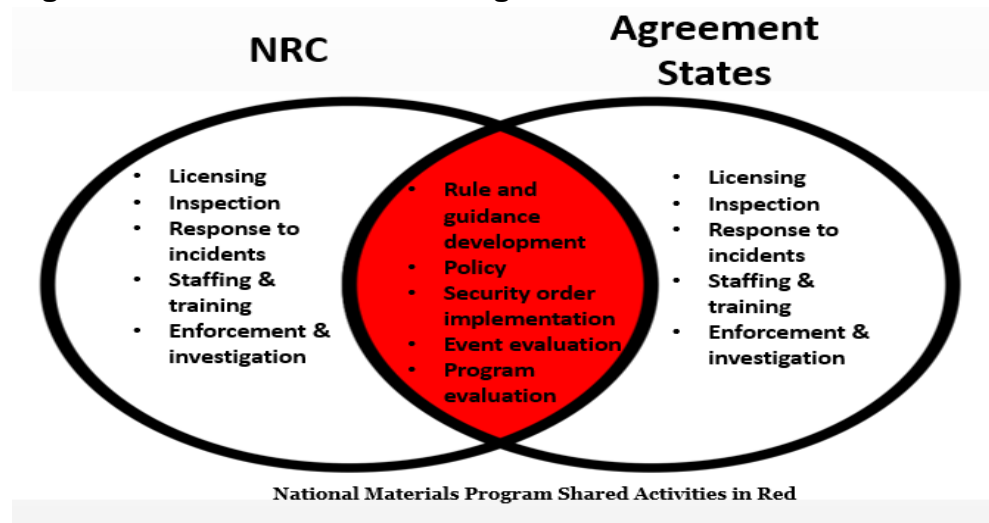 NRC
Agreement
States
• Licensing
• Inspection
• Response to
incidents
• Staffing &
training
• Enforcement &
investigation
• Rule and
guidance
development
• Policy
• Security order
implementation
• Event evaluation
• Program
evaluation
• Licensing
• Inspection
• Response to
incidents
• Staffing &
training
• Enforcement &
investigation
National Materials Program Shared Activities in Red